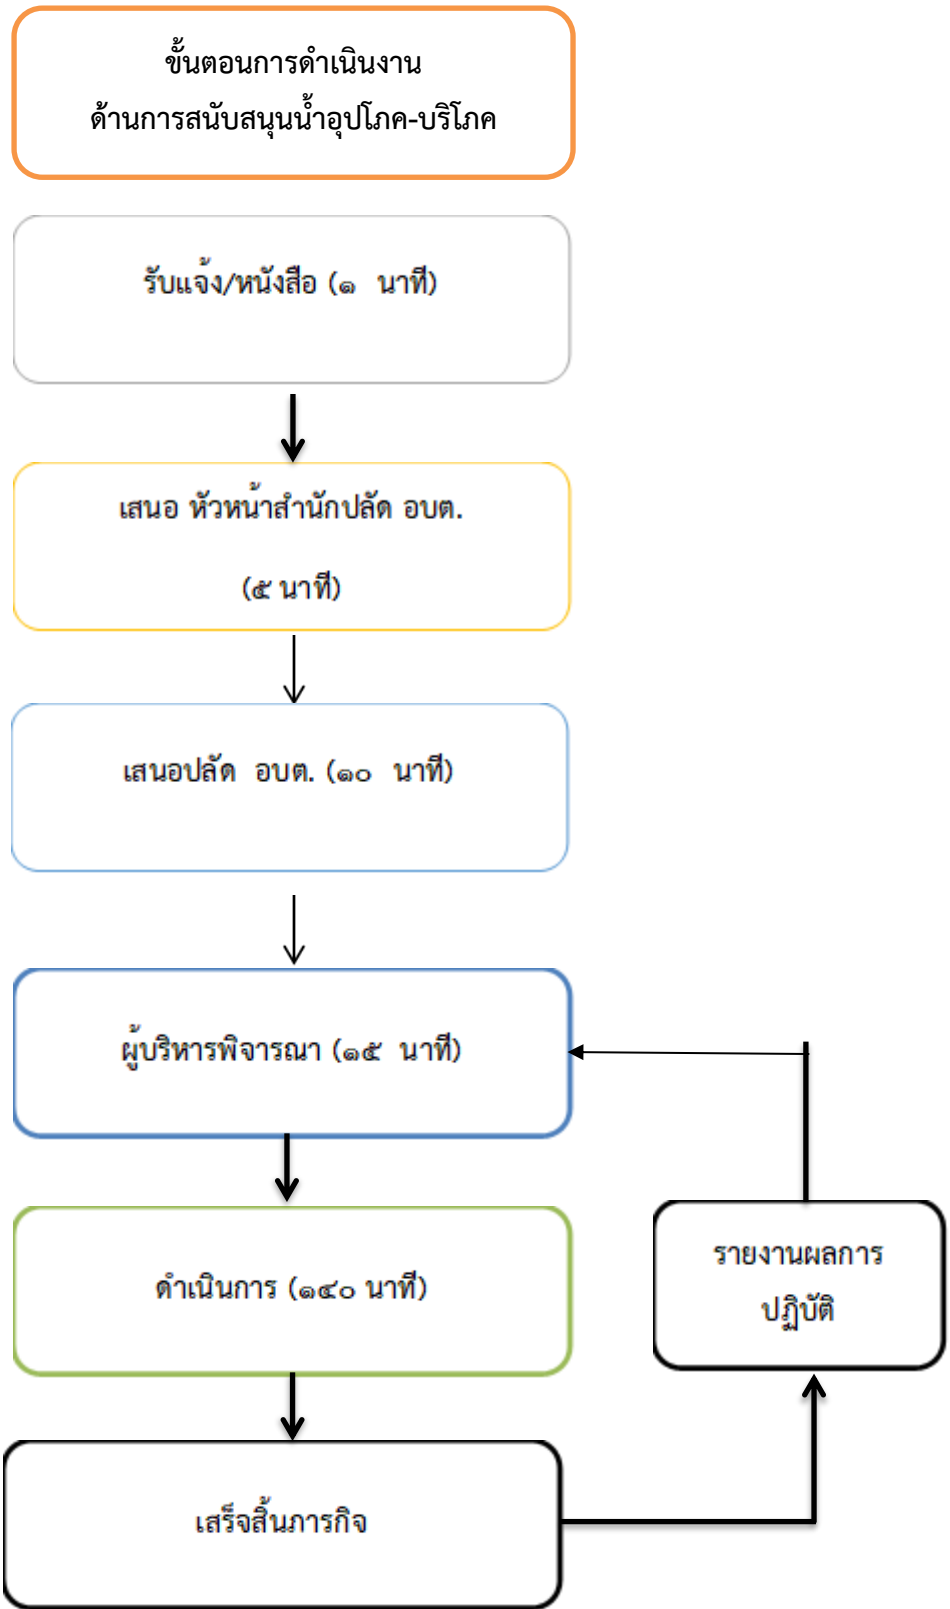 ขั้นตอนการดำเนินงาน
ด้านการสนับสนุนน้ำอุปโภค-บริโภค
รับแจ้ง/หนังสือ (๑ นาที)
เสนอ หัวหน้าสำนักปลัด อบต.
(๕ นาที)
เสนอปลัด อบต. (๑๐ นาที)
ผู้บริหารพิจารณา (๑๕ นาที)
ดำเนินการ (๑๔๐ นาที)
รายงานผลการ
ปฏิบัติ
เสร็จสิ้นภารกิจ